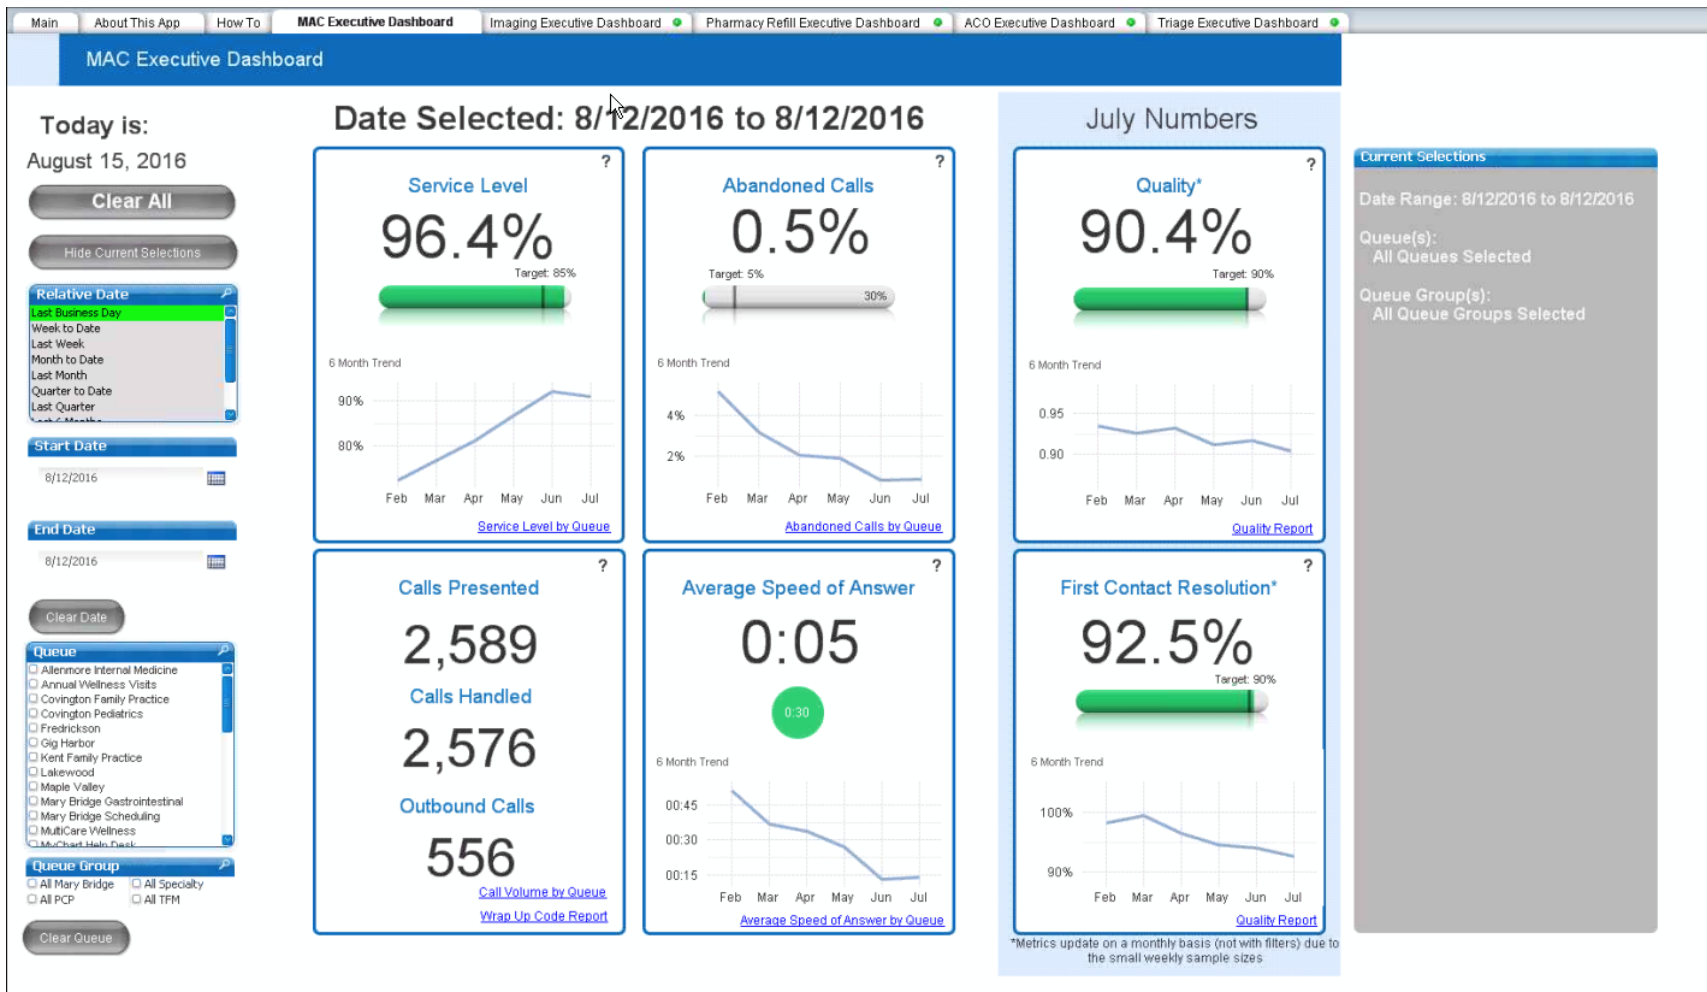 Main
About This App
How To
MAC Executive Dashboard
Imaging Executive Dashboard
Pharmacy Refill Executive Dashboard
ACO Executive Dashboard
Triage Executive Dashboard
MAC Executive Dashboard
Today is:
August 15, 2016
Clear All
Hide Current Selections
Relative Date
Last Business Day
Week to Date
Last Week
Month to Date
Last Month
Quarter to Date
Last Quarter
Last 6 Months
Start Date
8/12/2016
End Date
8/12/2016
Clear Date
Queue
Allenmore Internal Medicine
Annual Wellness Visits
Covington Family Practice
Covington Pediatrics
Fredrickson
Gig Harbor
Kent Family Practice
Lakewood
Maple Valley
Mary Bridge Gastrointestinal
Mary Bridge Scheduling
MultiCare Wellness
MyChart Help Desk
Queue Group
All Mary Bridge
All Specialty
All PCP
All TFM
Clear Queue
Date Selected: 8/12/2016 to 8/12/2016
?
Service Level
96.4%
Target: 85%
6 Month Trend
90%
80%
Feb Mar Apr May Jun Jul
Service Level by Queue
?
Abandoned Calls
0.5%
Target: 5%
30%
6 Month Trend
4%
2%
Feb Mar Apr May Jun Jul
Abandoned Calls by Queue
?
Calls Presented
2,589
Calls Handled
2,576
Outbound Calls
556
Call Volume by Queue
Wrap Up Code Report
?
Average Speed of Answer
0:05
0:30
6 Month Trend
00:45
00:30
00:15
Feb Mar Apr May Jun Jul
Average Speed of Answer by Queue
July Numbers
?
Quality*
90.4%
Target: 90%
6 Month Trend
0.95
0.90
Feb Mar Apr May Jun Jul
Quality Report
?
First Contact Resolution*
92.5%
Target: 90%
6 Month Trend
100%
90%
Feb Mar Apr May Jun Jul
Quality Report
*Metrics update on a monthly basis (not with filters) due to
the small weekly sample sizes
Current Selections
Date Range: 8/12/2016 to 8/12/2016
Queue(s):
All Queues Selected
Queue Group(s):
All Queue Groups Selected